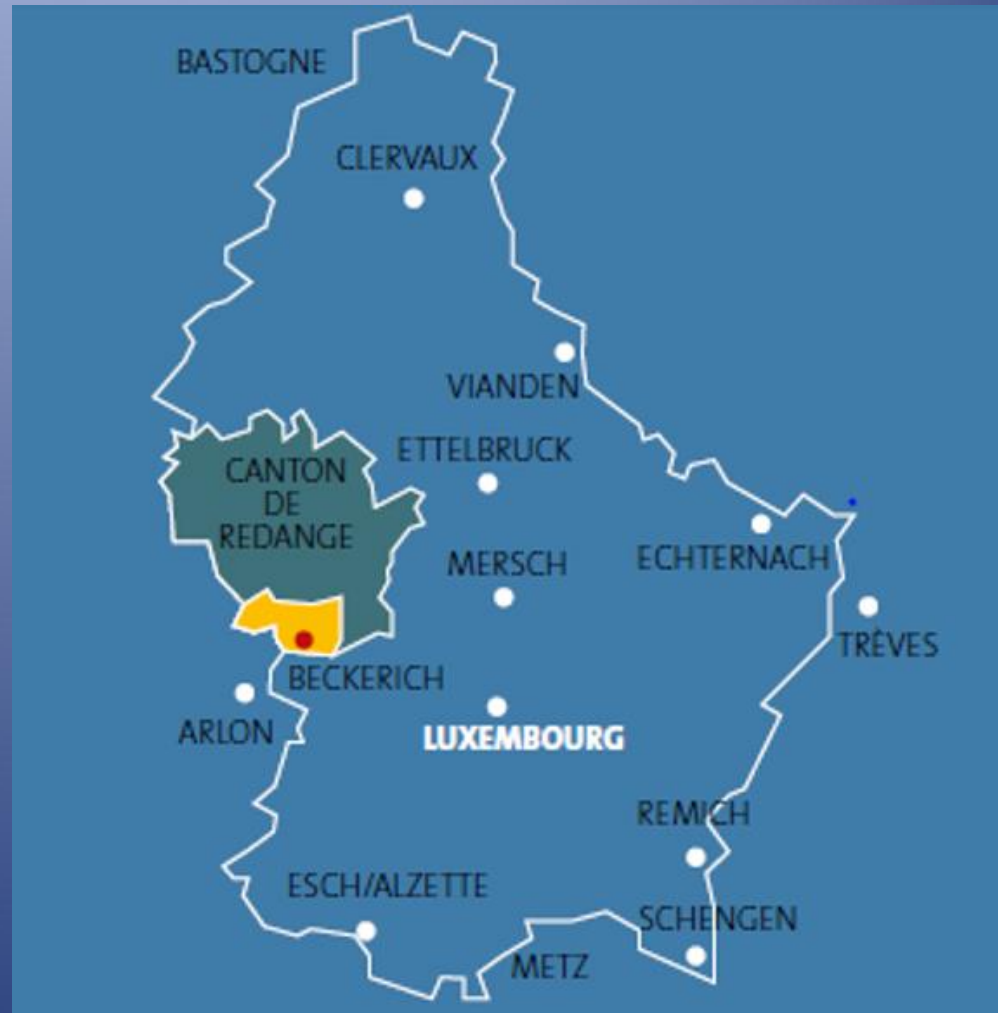 BASTOGNE
CLERVAUX
VIANDEN
ETTELBRUCK
CANTON
DE
REDANGE
MERSCH
ECHTERNACH
TRÈVES
BECKERICH
ARLON
LUXEMBOURG
REMICH
ESCH/ALZETTE
SCHENGEN
METZ